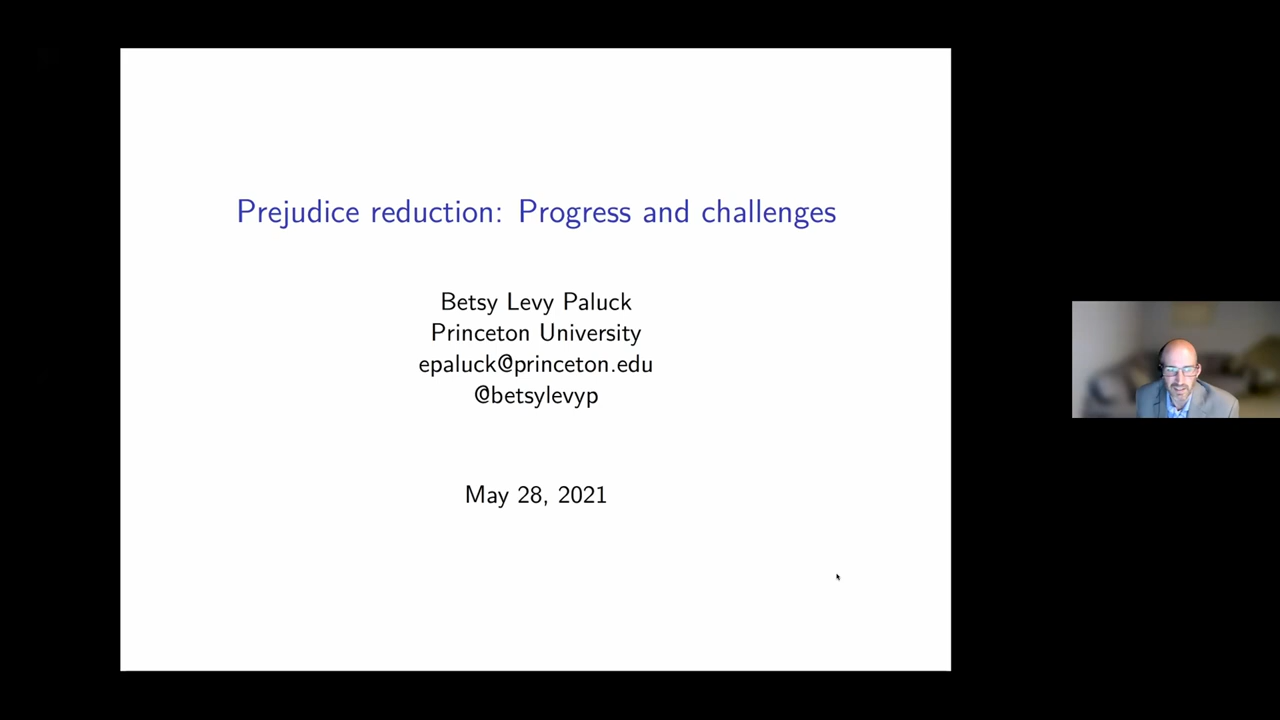 Prejudice reduction: Progress and challenges
Betsy Levy Paluck
Princeton University
epaluck@princeton.edu
@betsylevyp
May 28, 2021